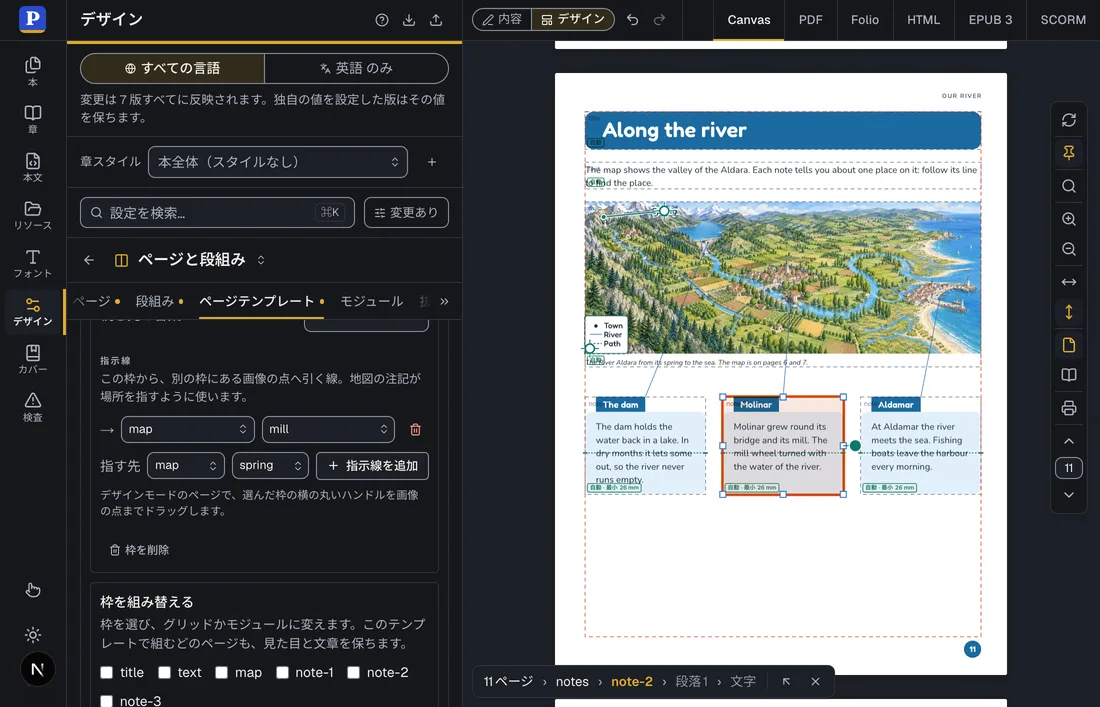 P
デザイン
内容
デザイン
Canvas
PDF
Folio
HTML
EPUB 3
SCORM
本
章
本文
リソース
フォント
デザイン
カバー
検査
N
すべての言語
英語 のみ
変更は 7 版すべてに反映されます。独自の値を設定した版はその値
を保ちます。
章スタイル
本全体（スタイルなし）
設定を検索...
⌘K
変更あり
ページと段組み
ページ
段組み
ページテンプレート
モジュール
指示線
この枠から、別の枠にある画像の点へ引く線。地図の注記が
場所を指すように使います。
→ map
mill
指す先
map
spring
＋ 指示線を追加
デザインモードのページで、選んだ枠の横の丸いハンドルを画像
の点までドラッグします。
枠を削除
枠を組み替える
枠を選び、グリッドかモジュールに変えます。このテンプ
レートで組むどのページも、見た目と文章を保ちます。
title
text
map
note-1
note-2
note-3
OUR RIVER
Along the river
自動
The map shows the valley of the Aldara. Each note tells you about one place on it: follow its line
to find the place.
Town
River
Path
The river Aldara from its spring to the sea. The map is on pages 6 and 7.
The dam
The dam holds the
water back in a lake. In
dry months it lets some
out, so the river never
runs empty.
自動 · 最小 26 mm
Molinar
Molinar grew round its
bridge and its mill. The
mill wheel turned with
the water of the river.
自動 · 最小 26 mm
Aldamar
At Aldamar the river
meets the sea. Fishing
boats leave the harbour
every morning.
自動 · 最小 26 mm
11
11
11 ページ › notes › note-2 › 段落 1 › 文字